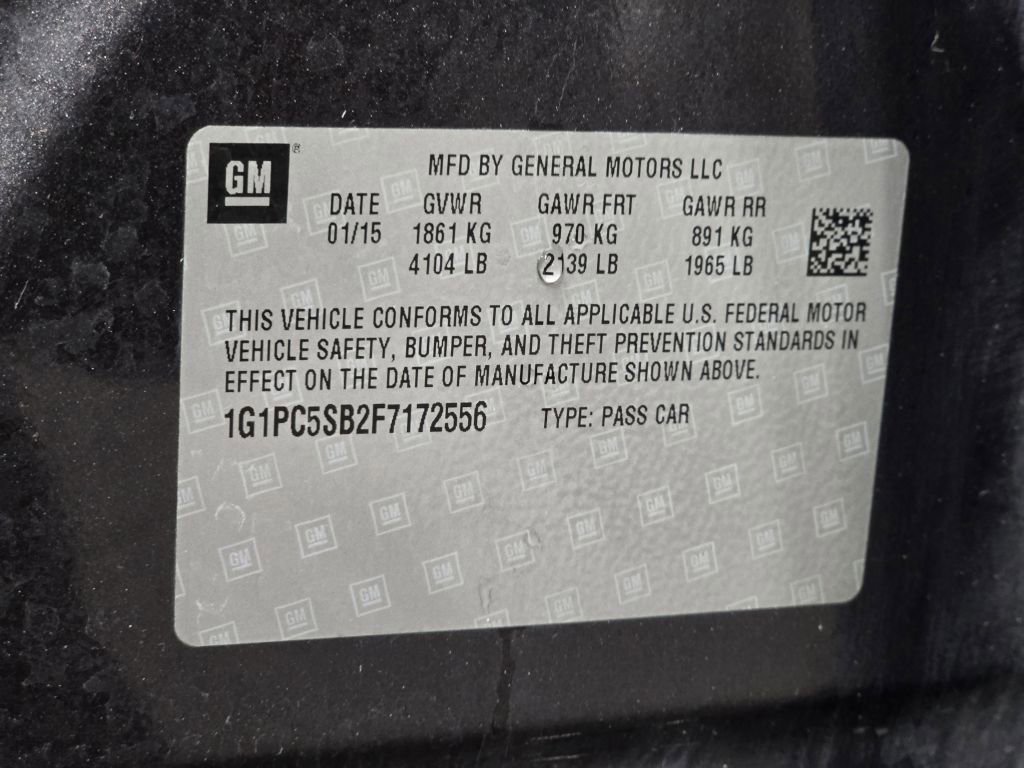 GM ®
MFD BY GENERAL MOTORS LLC
DATE GVWR GAWR FRT GAWR RR
01/15 1861 KG 970 KG 891 KG
4104 LB 2139 LB 1965 LB
THIS VEHICLE CONFORMS TO ALL APPLICABLE U.S. FEDERAL MOTOR
VEHICLE SAFETY, BUMPER, AND THEFT PREVENTION STANDARDS IN
EFFECT ON THE DATE OF MANUFACTURE SHOWN ABOVE.
1G1PC5SB2F7172556 TYPE: PASS CAR